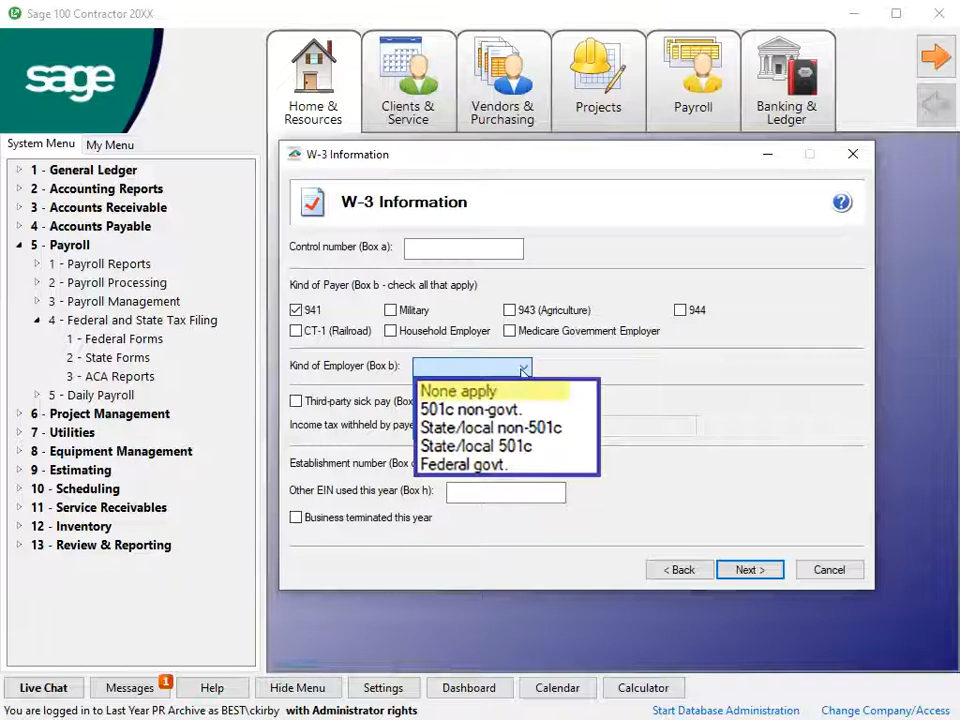 Sage 100 Contractor 20XX
sage
Home & Resources
Clients & Service
Vendors & Purchasing
Projects
Payroll
Banking & Ledger
System Menu
My Menu
1 - General Ledger
2 - Accounting Reports
3 - Accounts Receivable
4 - Accounts Payable
5 - Payroll
1 - Payroll Reports
2 - Payroll Processing
3 - Payroll Management
4 - Federal and State Tax Filing
1 - Federal Forms
2 - State Forms
3 - ACA Reports
5 - Daily Payroll
6 - Project Management
7 - Utilities
8 - Equipment Management
9 - Estimating
10 - Scheduling
11 - Service Receivables
12 - Inventory
13 - Review & Reporting
W-3 Information
W-3 Information
Control number (Box a):
Kind of Payer (Box b - check all that apply)
941
Military
943 (Agriculture)
944
CT-1 (Railroad)
Household Employer
Medicare Government Employer
Kind of Employer (Box b):
None apply
501c non-govt.
State/local non-501c
State/local 501c
Federal govt.
Third-party sick pay (Box
Income tax withheld by paye
Establishment number (Box
Other EIN used this year (Box h):
Business terminated this year
< Back
Next >
Cancel
Live Chat
Messages
1
Help
Hide Menu
Settings
Dashboard
Calendar
Calculator
You are logged in to Last Year PR Archive as BEST\ckirby with Administrator rights
Start Database Administration
Change Company/Access